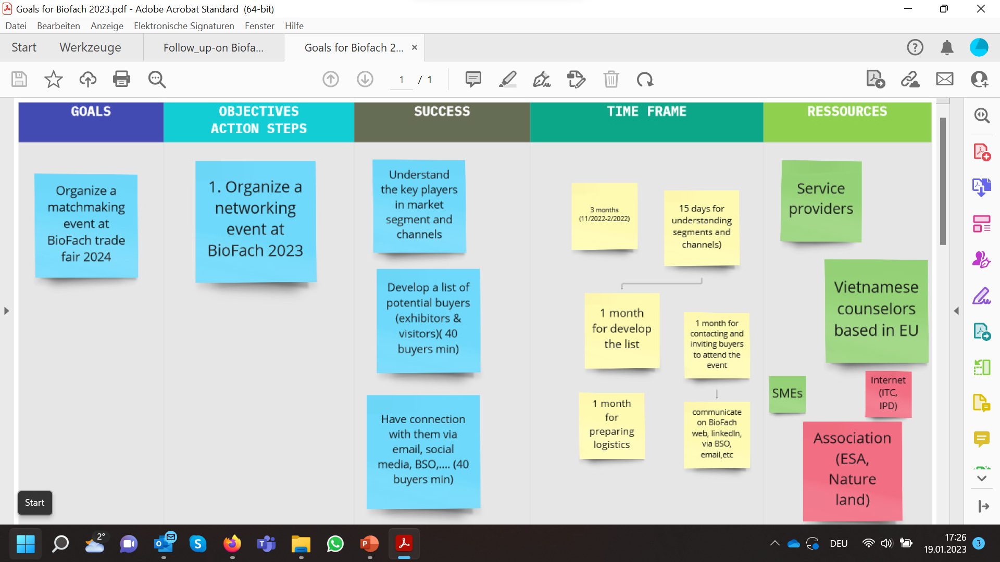 Goals for Biofach 2023.pdf - Adobe Acrobat Standard (64-bit)
Datei Bearbeiten Anzeige Elektronische Signaturen Fenster Hilfe
Start Werkzeuge Follow_up-on Biofa... Goals for Biofach 2...
1 / 1
GOALS
OBJECTIVES
ACTION STEPS
SUCCESS
TIME FRAME
RESSOURCES
Organize a
matchmaking
event at
BioFach trade
fair 2024
1. Organize a
networking
event at
BioFach 2023
Understand
the key players
in market
segment and
channels
Develop a list of
potential buyers
(exhibitors &
visitors)( 40
buyers min)
Have connection
with them via
email, social
media, BSO,.... (40
buyers min)
3 months
(11/2022-2/2022)
15 days for
understanding
segments and
channels)
1 month
for develop
the list
1 month for
contacting and
inviting buyers
to attend the
event
1 month
for
preparing
logistics
communicate
on BioFach
web, linkedIn,
via BSO,
email,etc
Service
providers
Vietnamese
counselors
based in EU
SMEs
Internet
(ITC,
IPD)
Association
(ESA,
Nature
land)
Start
2°
DEU
17:26
19.01.2023
3